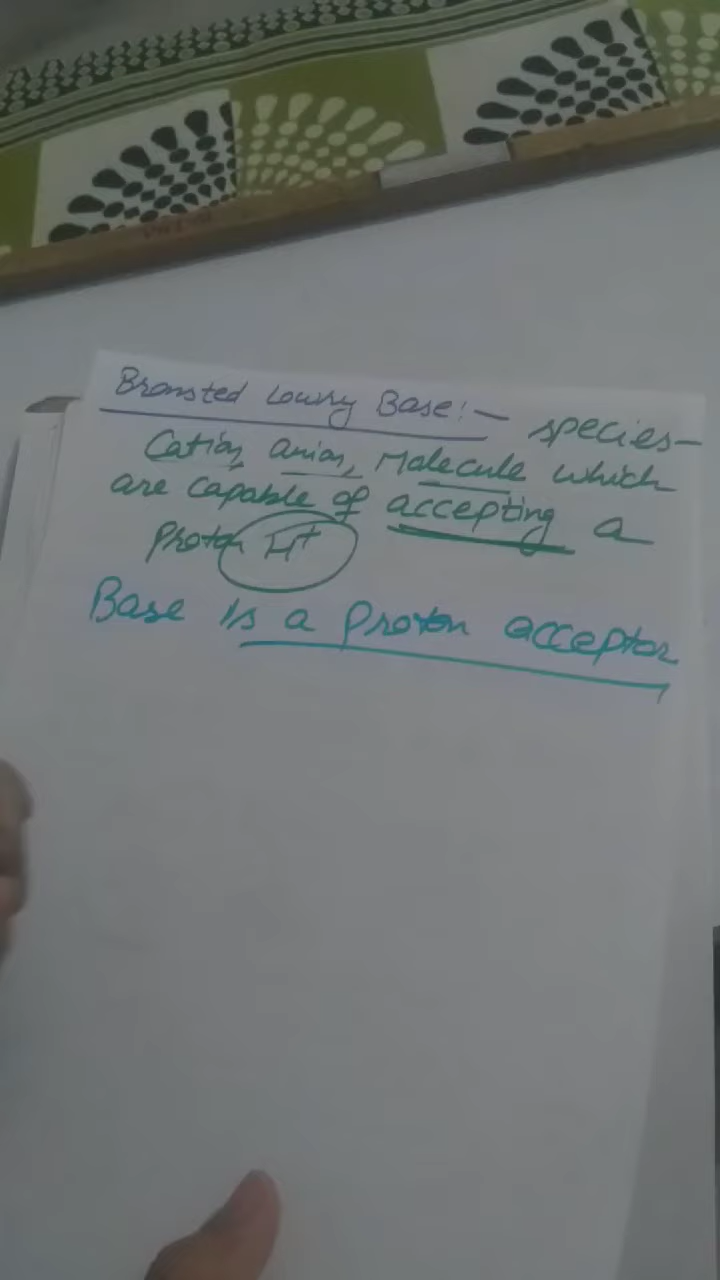 Bronsted Lowry Base:- species-
Cation, anion, Molecule which
are capable of accepting a
Proton H+
Base is a Proton acceptor